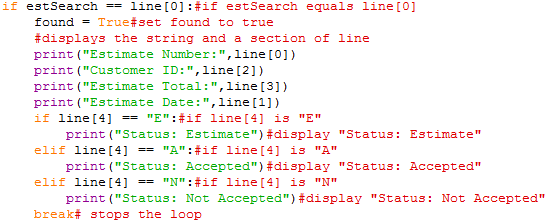 if estSearch == line[0]:#if estSearch equals line[0]
    found = True#set found to true
    #displays the string and a section of line
    print("Estimate Number:",line[0])
    print("Customer ID:",line[2])
    print("Estimate Total:",line[3])
    print("Estimate Date:",line[1])
    if line[4] == "E":#if line[4] is "E"
        print("Status: Estimate")#display "Status: Estimate"
    elif line[4] == "A":#if line[4] is "A"
        print("Status: Accepted")#display "Status: Accepted"
    elif line[4] == "N":#if line[4] is "N"
        print("Status: Not Accepted")#display "Status: Not Accepted"
    break# stops the loop